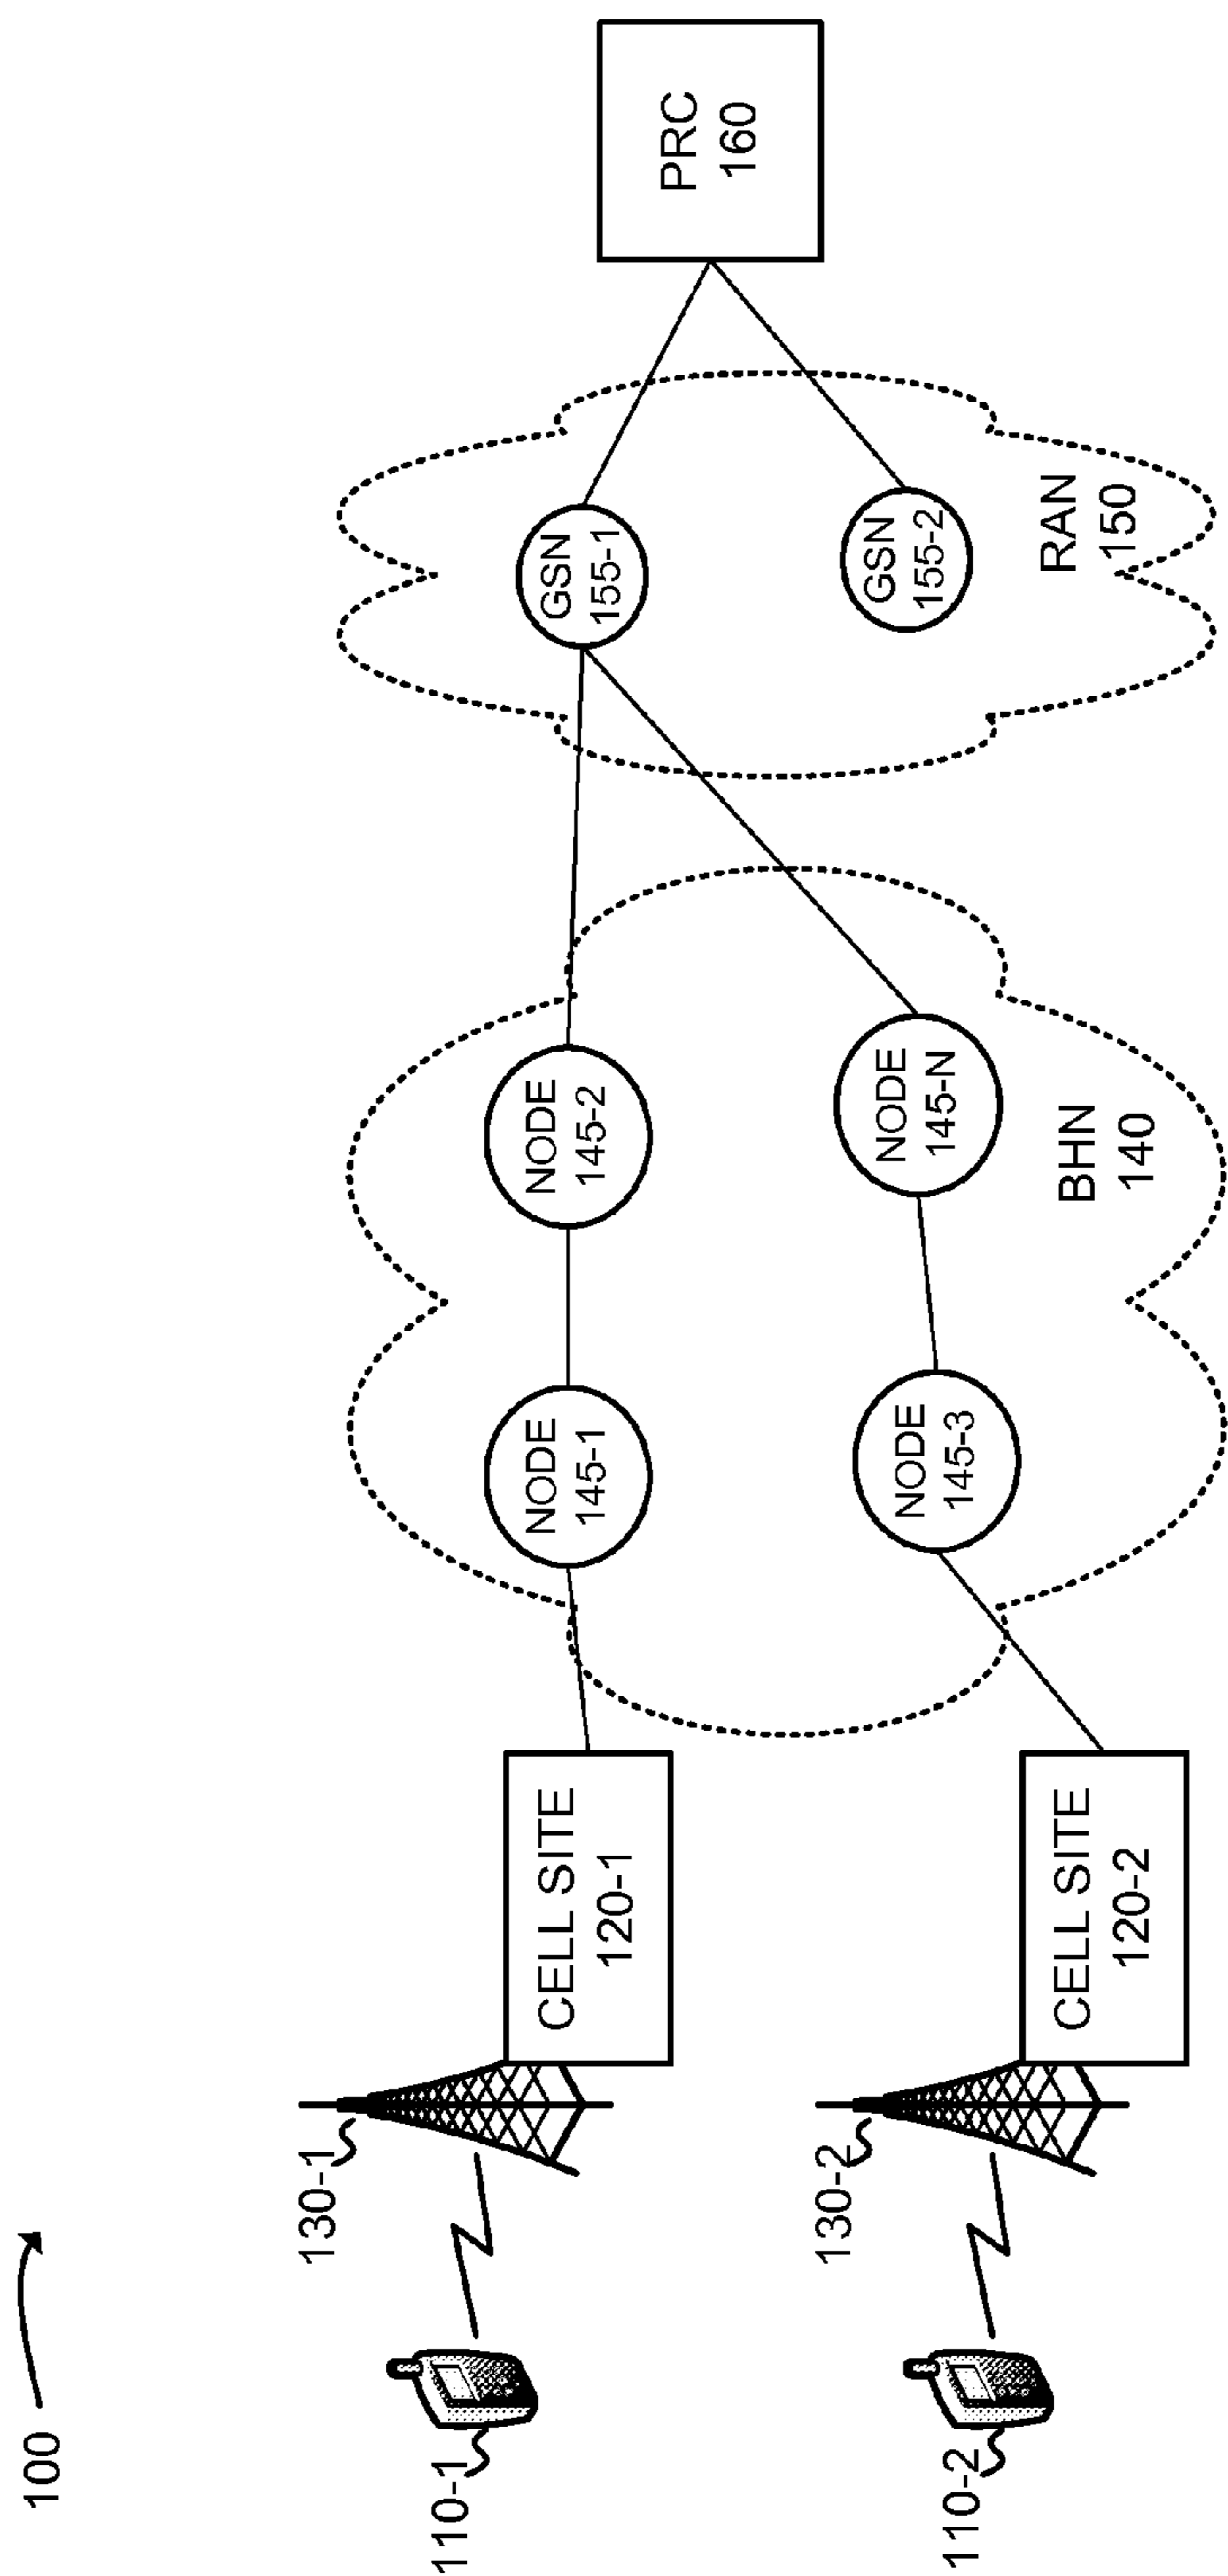 100
110-1
130-1
CELL SITE
120-1
NODE
145-1
NODE
145-2
GSN
155-1
PRC
160
110-2
130-2
CELL SITE
120-2
NODE
145-3
NODE
145-N
GSN
155-2
BHN
140
RAN
150